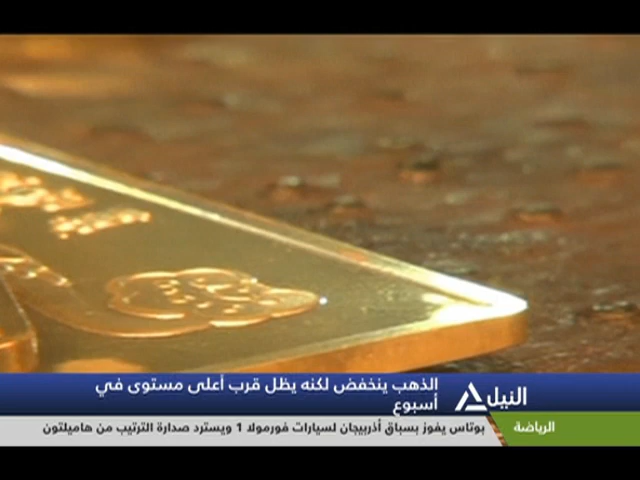 الذهب ينخفض لكنه يظل قرب أعلى مستوى في
أسبوع
النيل
الرياضة
بوتاس يفوز بسباق أذربيجان لسيارات فورمولا 1 ويسترد صدارة الترتيب من هاميلتون